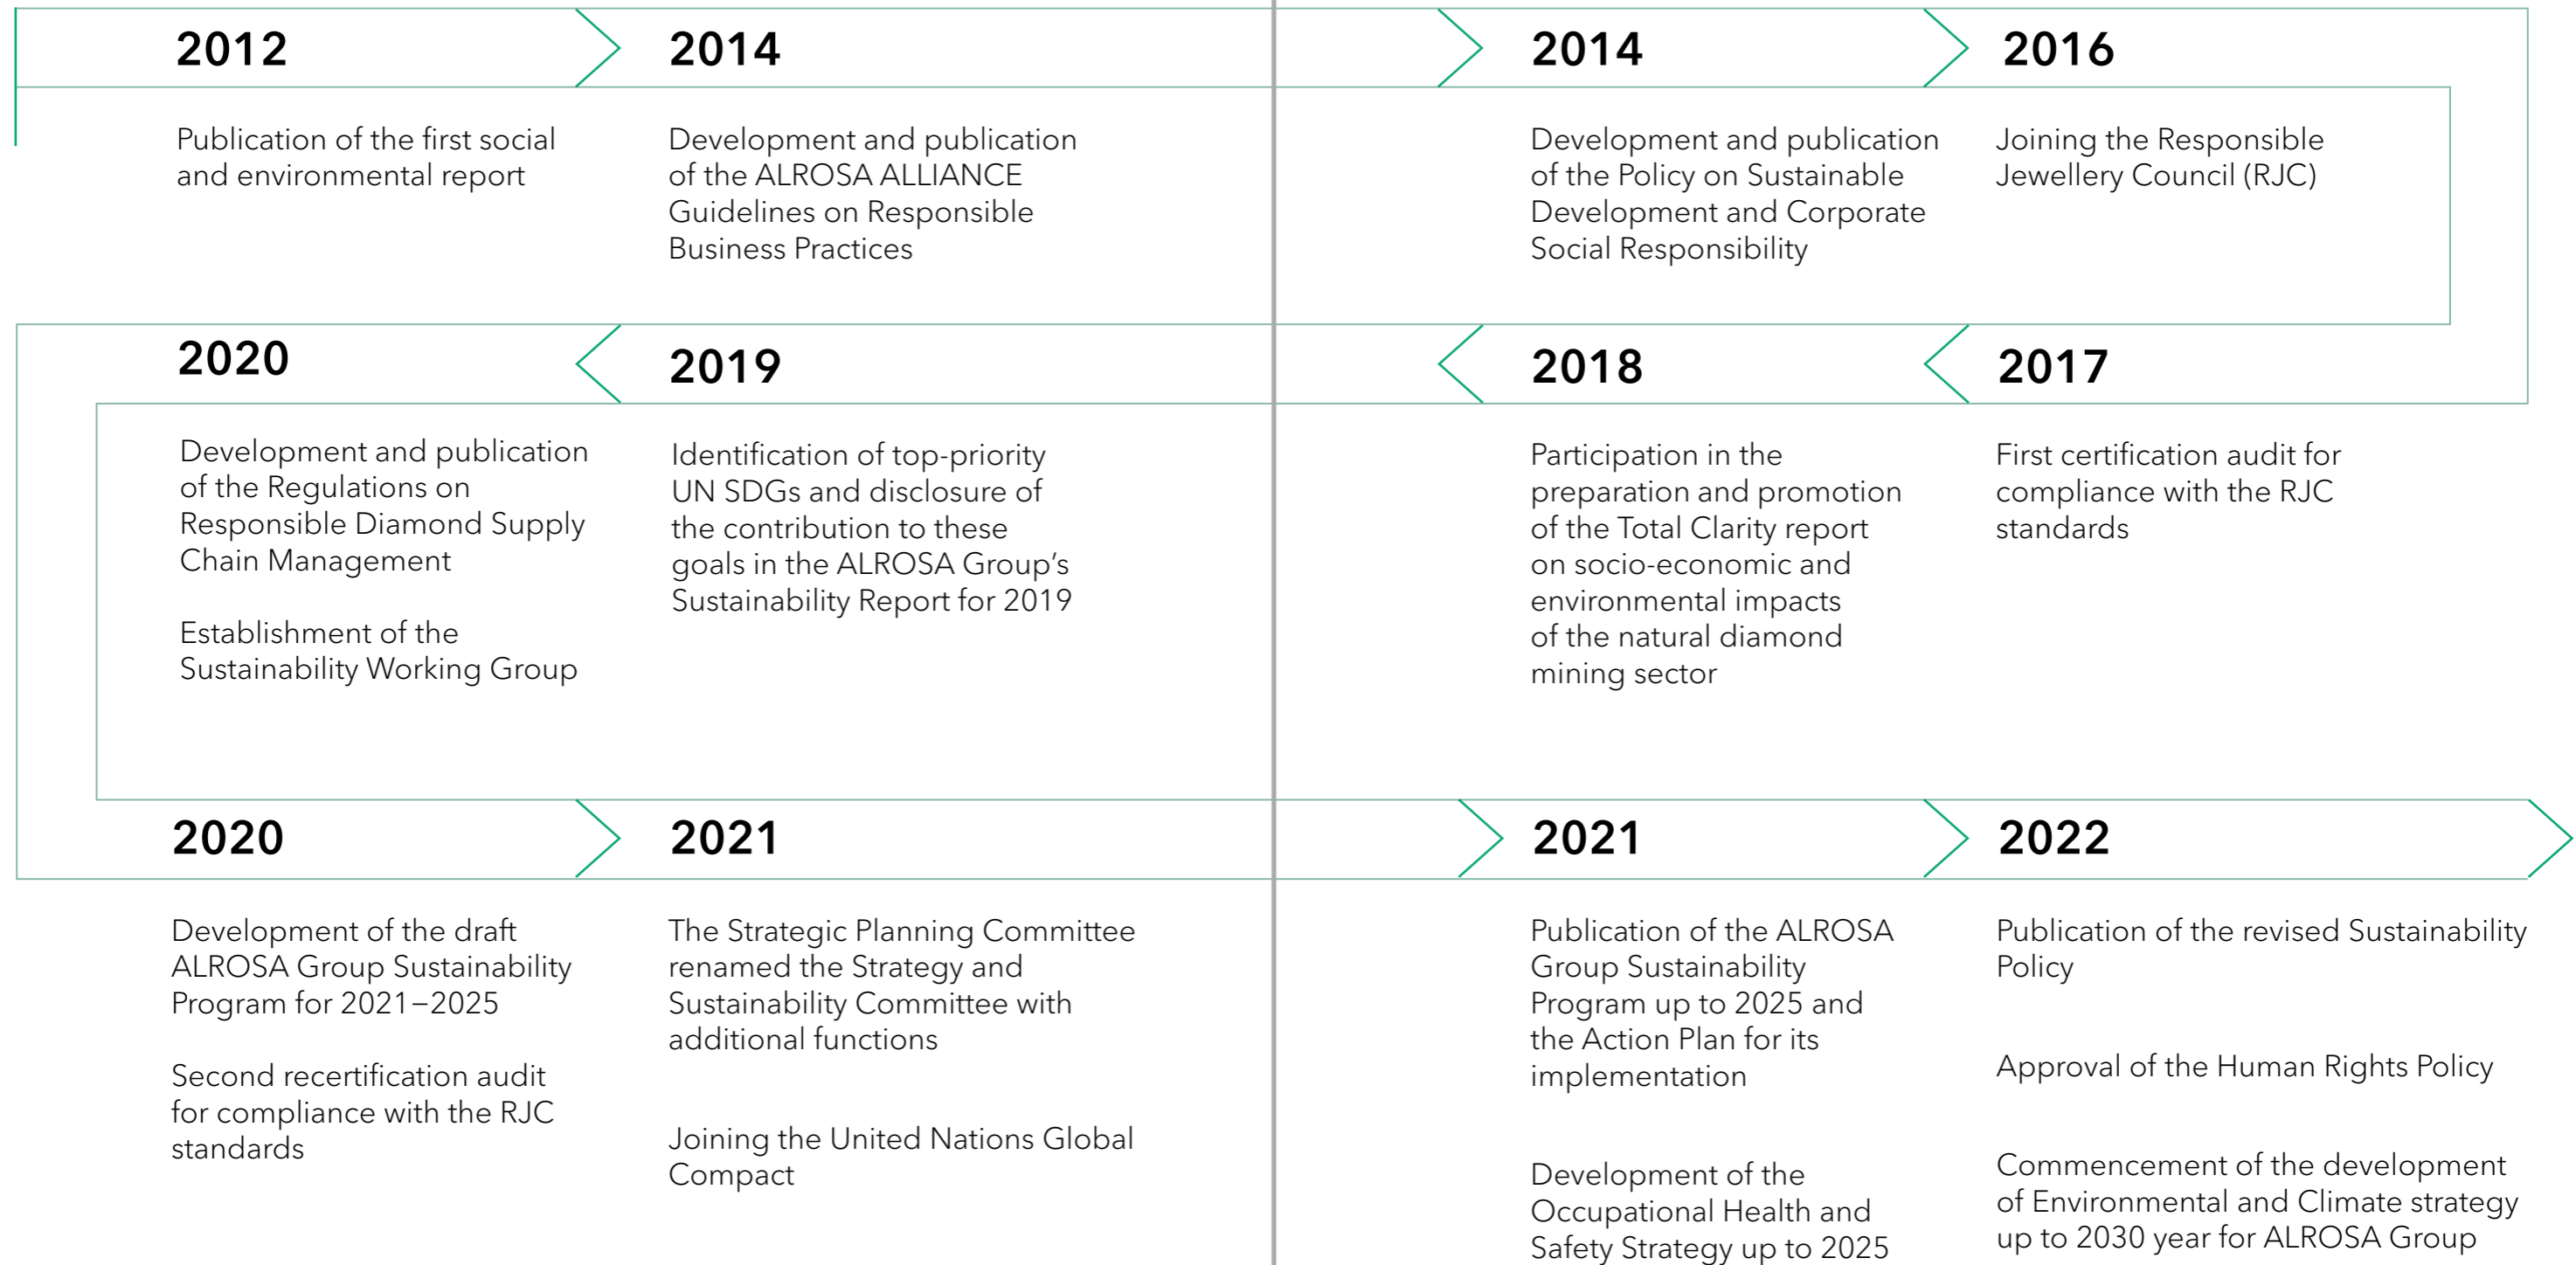 2012
Publication of the first social
and environmental report
2014
Development and publication
of the ALROSA ALLIANCE
Guidelines on Responsible
Business Practices
2014
Development and publication
of the Policy on Sustainable
Development and Corporate
Social Responsibility
2016
Joining the Responsible
Jewellery Council (RJC)
2017
First certification audit for
compliance with the RJC
standards
2018
Participation in the
preparation and promotion
of the Total Clarity report
on socio-economic and
environmental impacts
of the natural diamond
mining sector
2019
Identification of top-priority
UN SDGs and disclosure of
the contribution to these
goals in the ALROSA Group’s
Sustainability Report for 2019
2020
Development and publication
of the Regulations on
Responsible Diamond Supply
Chain Management
Establishment of the
Sustainability Working Group
2020
Development of the draft
ALROSA Group Sustainability
Program for 2021–2025
Second recertification audit
for compliance with the RJC
standards
2021
The Strategic Planning Committee
renamed the Strategy and
Sustainability Committee with
additional functions
Joining the United Nations Global
Compact
2021
Publication of the ALROSA
Group Sustainability
Program up to 2025 and
the Action Plan for its
implementation
Development of the
Occupational Health and
Safety Strategy up to 2025
2022
Publication of the revised Sustainability
Policy
Approval of the Human Rights Policy
Commencement of the development
of Environmental and Climate strategy
up to 2030 year for ALROSA Group